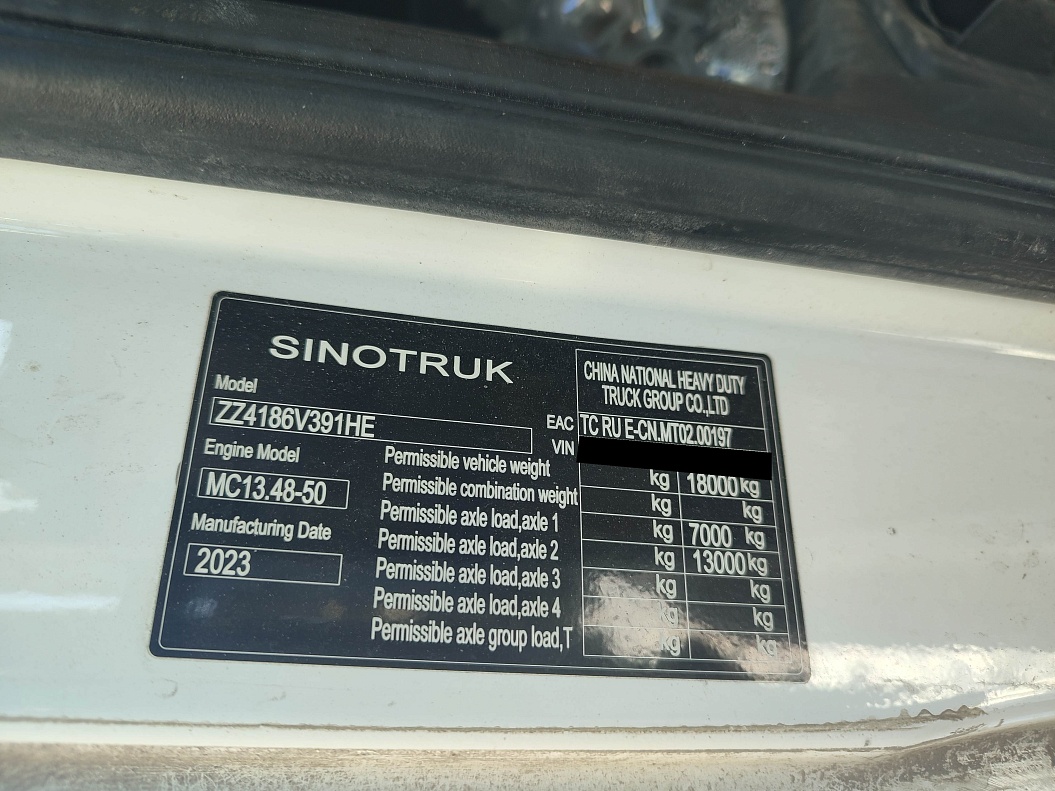 SINOTRUK
CHINA NATIONAL HEAVY DUTY
TRUCK GROUP CO.,LTD
Model
ZZ4186V391HE
EAC TC RU E-CN.MT02.00197
VIN
Engine Model
MC13.48-50
Manufacturing Date
2023
Permissible vehicle weight kg 18000 kg
Permissible combination weight kg kg
Permissible axle load,axle 1 kg 7000 kg
Permissible axle load,axle 2 kg 13000 kg
Permissible axle load,axle 3 kg kg
Permissible axle load,axle 4 kg kg
Permissible axle group load,T kg kg